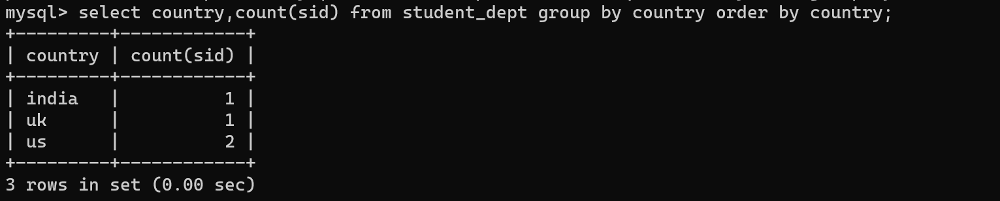 mysql> select country,count(sid) from student_dept group by country order by country;
+---------+------------+
| country | count(sid) |
+---------+------------+
| india   |          1 |
| uk      |          1 |
| us      |          2 |
+---------+------------+
3 rows in set (0.00 sec)